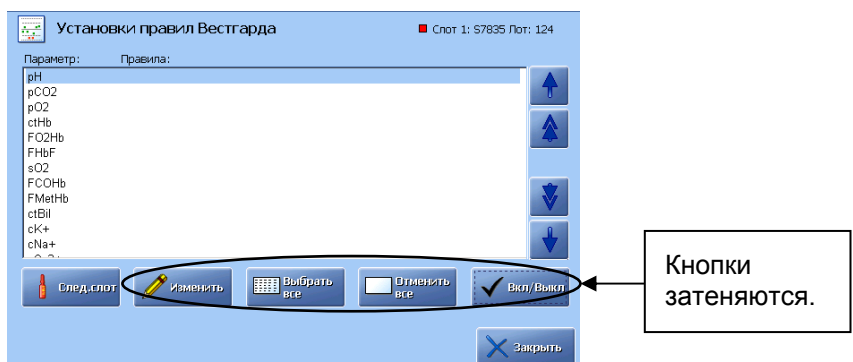 Установки правил Вестгарда
Слот 1: S7835 Лот: 124
Параметр: Правила:
pH
pCO2
pO2
ctHb
FO2Hb
FHbF
sO2
FCOHb
FMetHb
ctBil
cK+
cNa+
След.слот
Изменить
Выбрать
все
Отменить
все
Вкл/Выкл
Закрыть
Кнопки
затеняются.